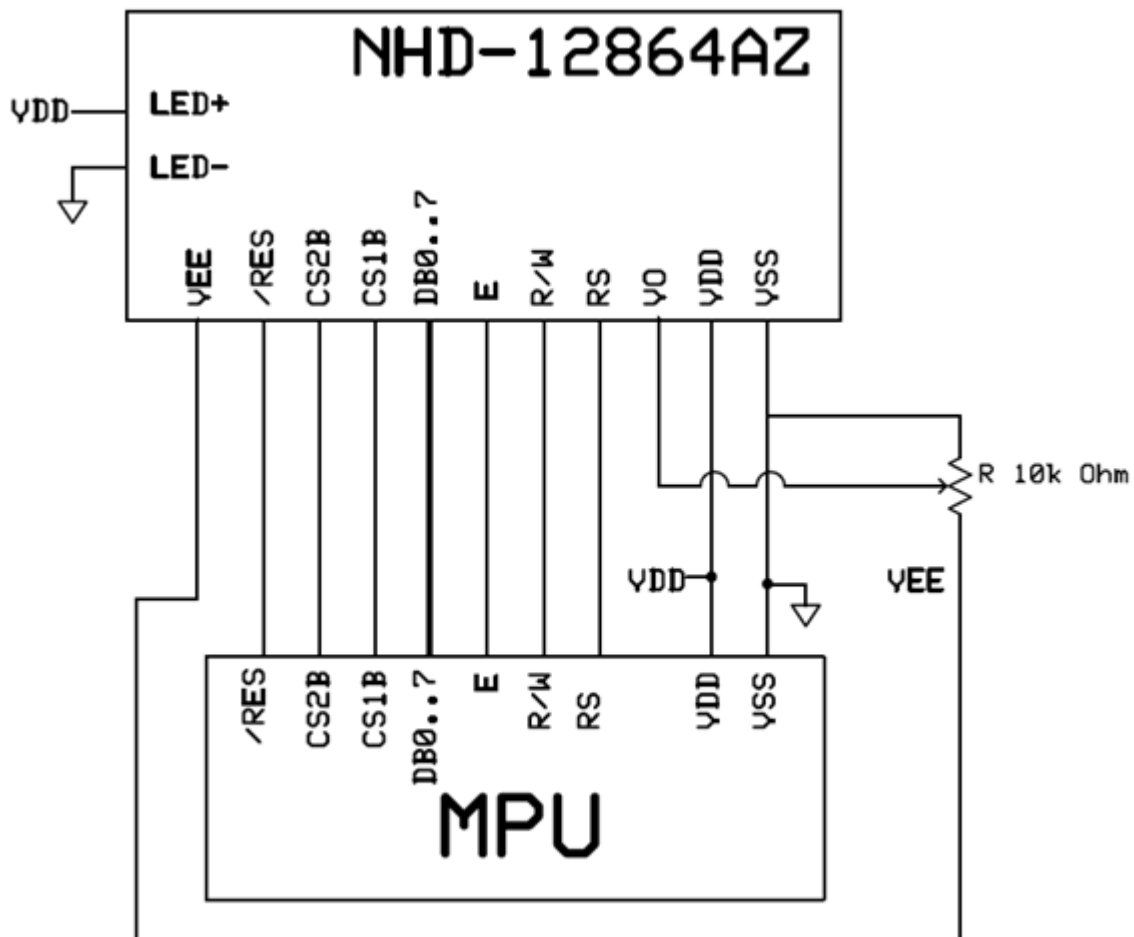 NHD-12864AZ
VDD
LED+
LED-
VEE
/RES
CS2B
CS1B
DB0..7
E
R/W
RS
VO
VDD
VSS
R 10k Ohm
VDD
VEE
/RES
CS2B
CS1B
DB0..7
E
R/W
RS
VDD
VSS
MPU